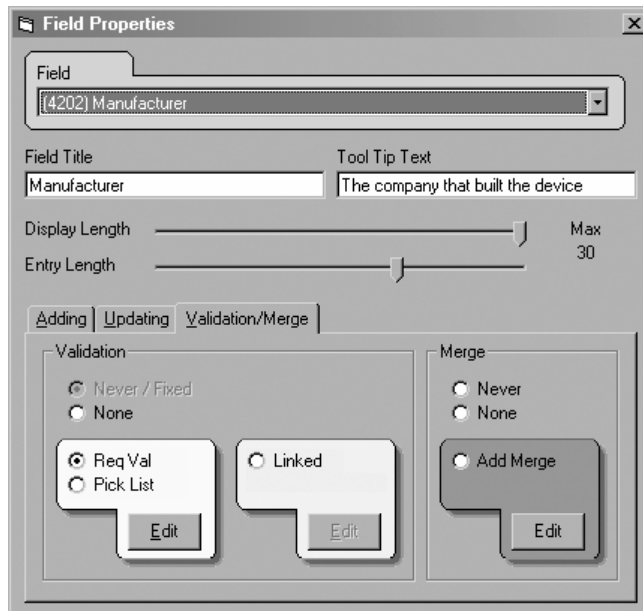 Field Properties
Field
(4202) Manufacturer
Field Title
Tool Tip Text
Manufacturer
The company that built the device
Display Length
Max
30
Entry Length
Adding
Updating
Validation/Merge
Validation
Never / Fixed
None
Req Val
Pick List
Edit
Linked
Edit
Merge
Never
None
Add Merge
Edit